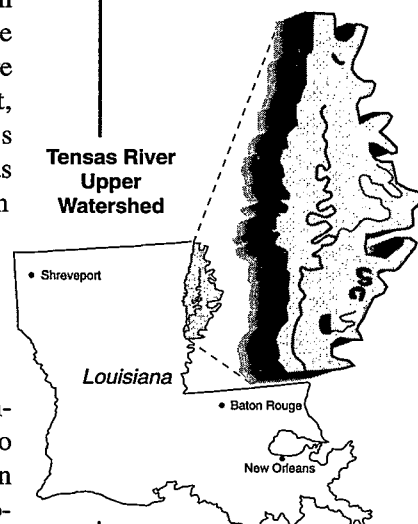 Tensas River
Upper
Watershed
Shreveport
Louisiana
Baton Rouge
New Orleans